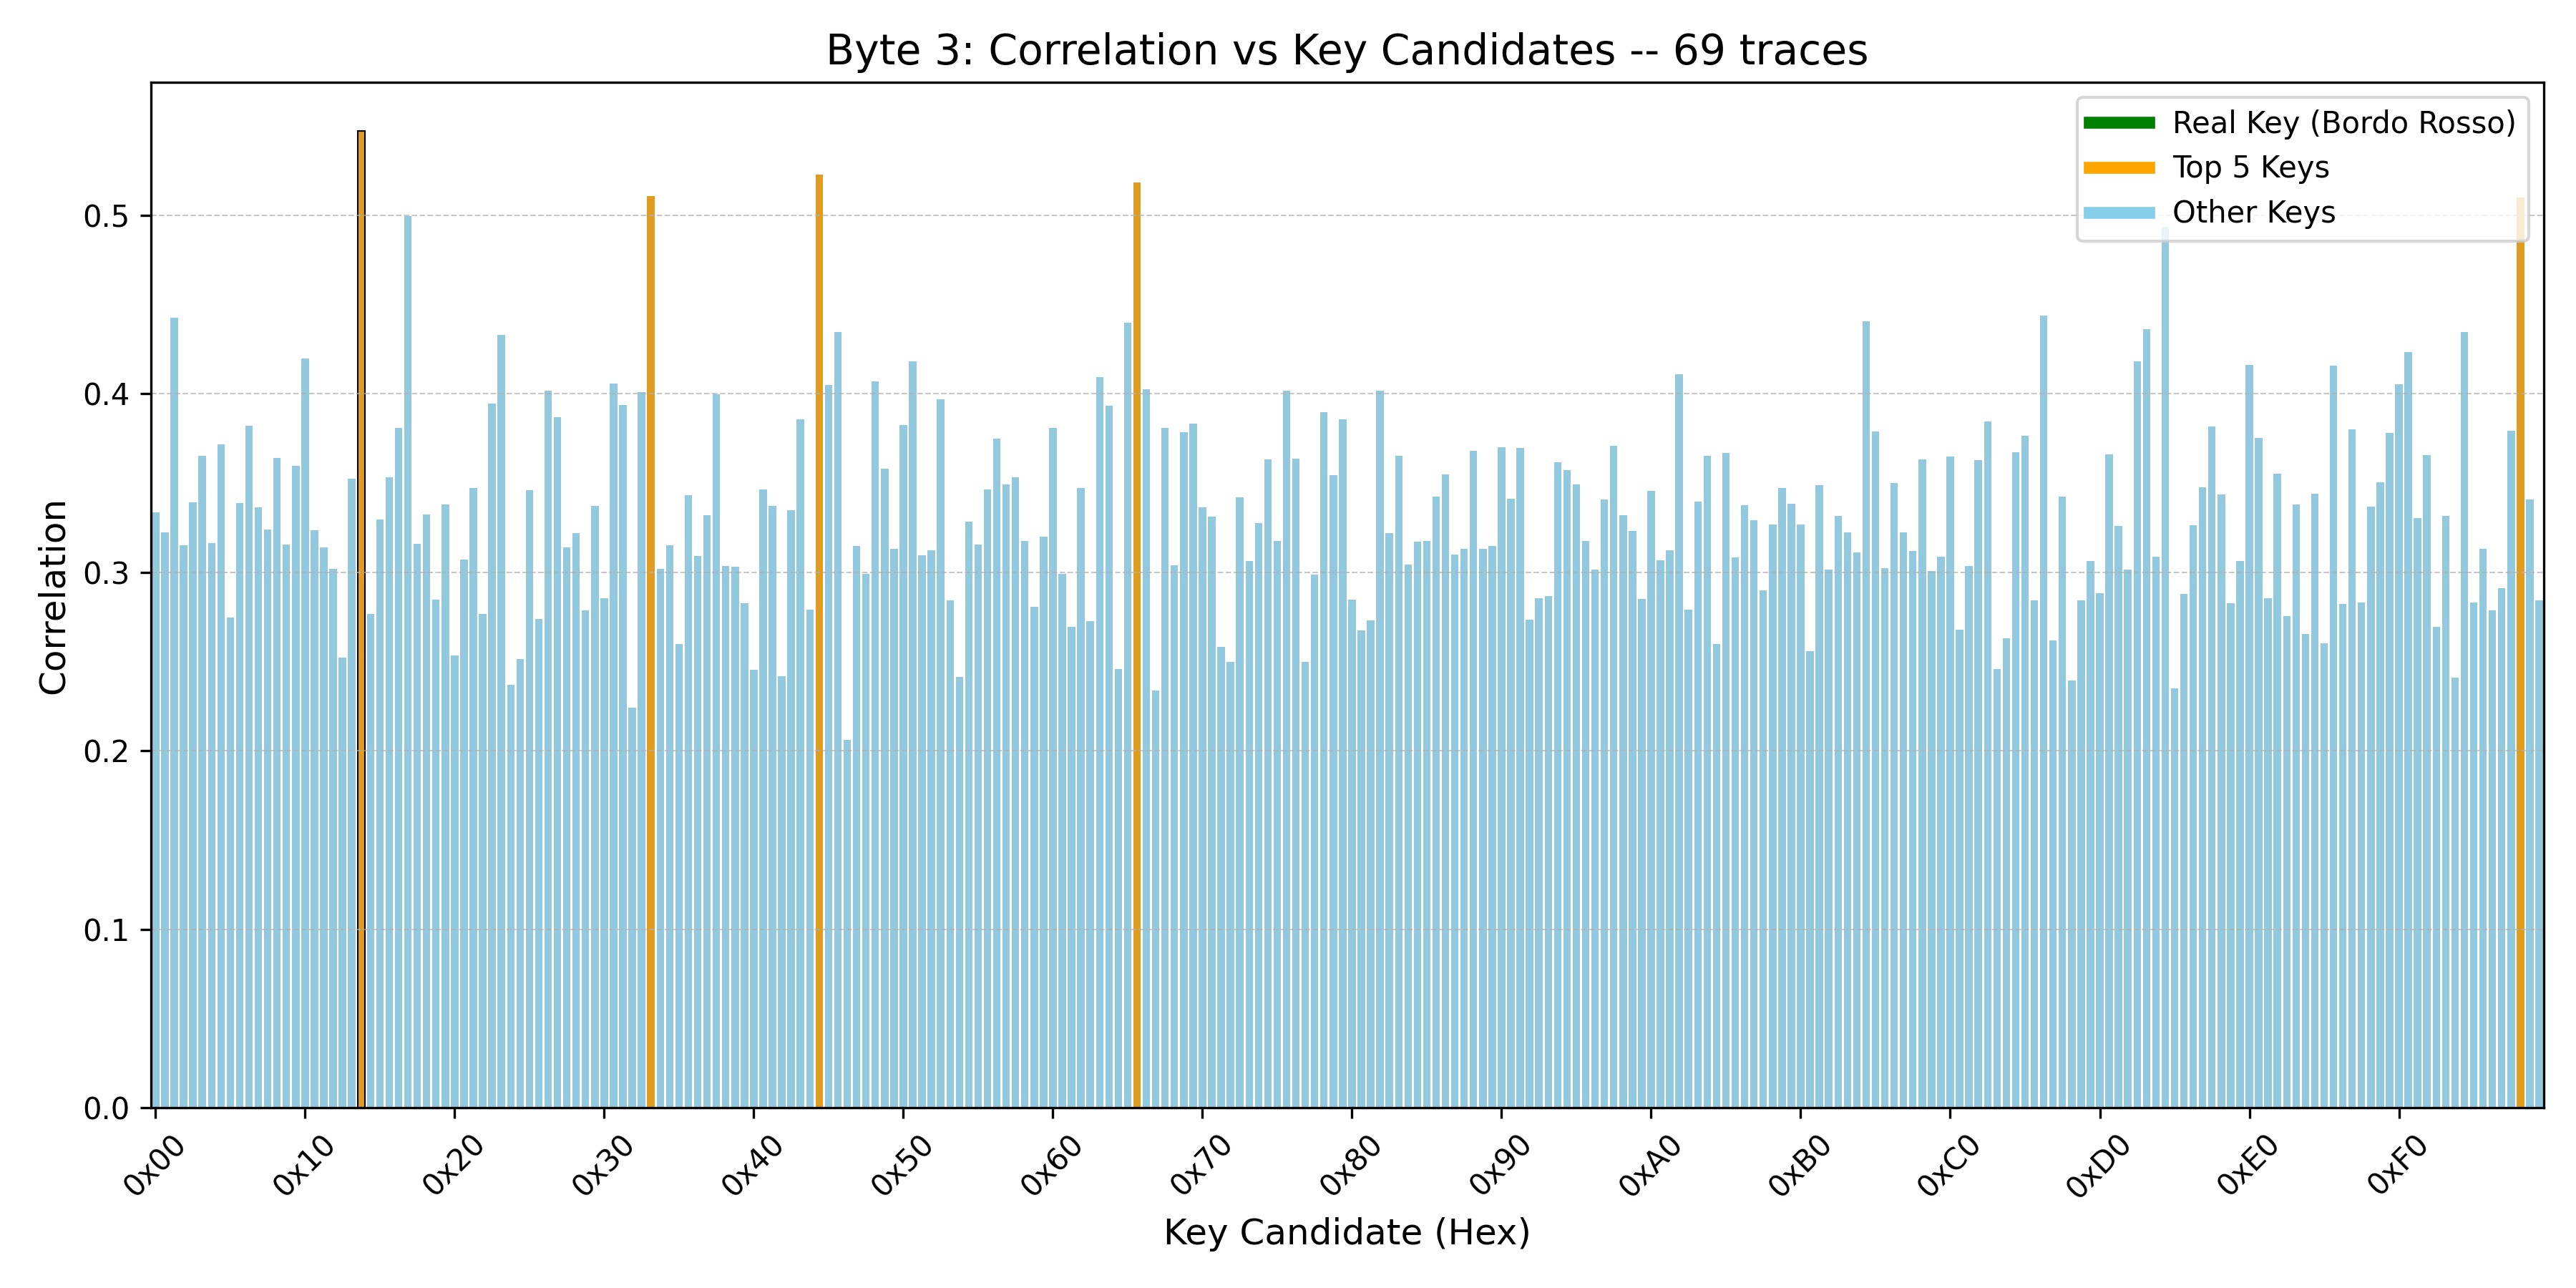 Byte 3: Correlation vs Key Candidates -- 69 traces
Real Key (Bordo Rosso)
Top 5 Keys
Other Keys
Correlation
0.5
0.4
0.3
0.2
0.1
0.0
0x00 0x10 0x20 0x30 0x40 0x50 0x60 0x70 0x80 0x90 0xA0 0xB0 0xC0 0xD0 0xE0 0xF0
Key Candidate (Hex)